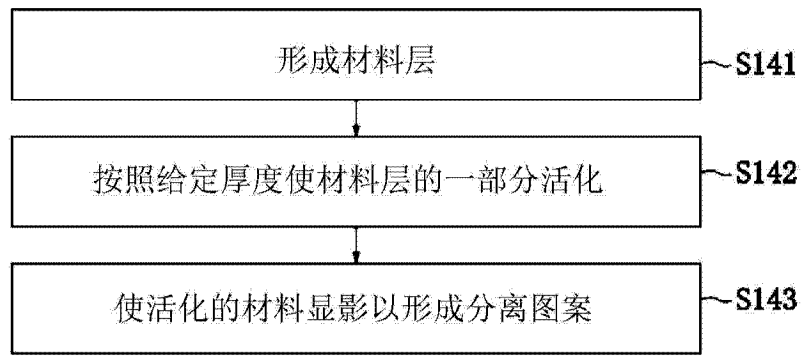 形成材料层
S141
按照给定厚度使材料层的一部分活化
S142
使活化的材料显影以形成分离图案
S143